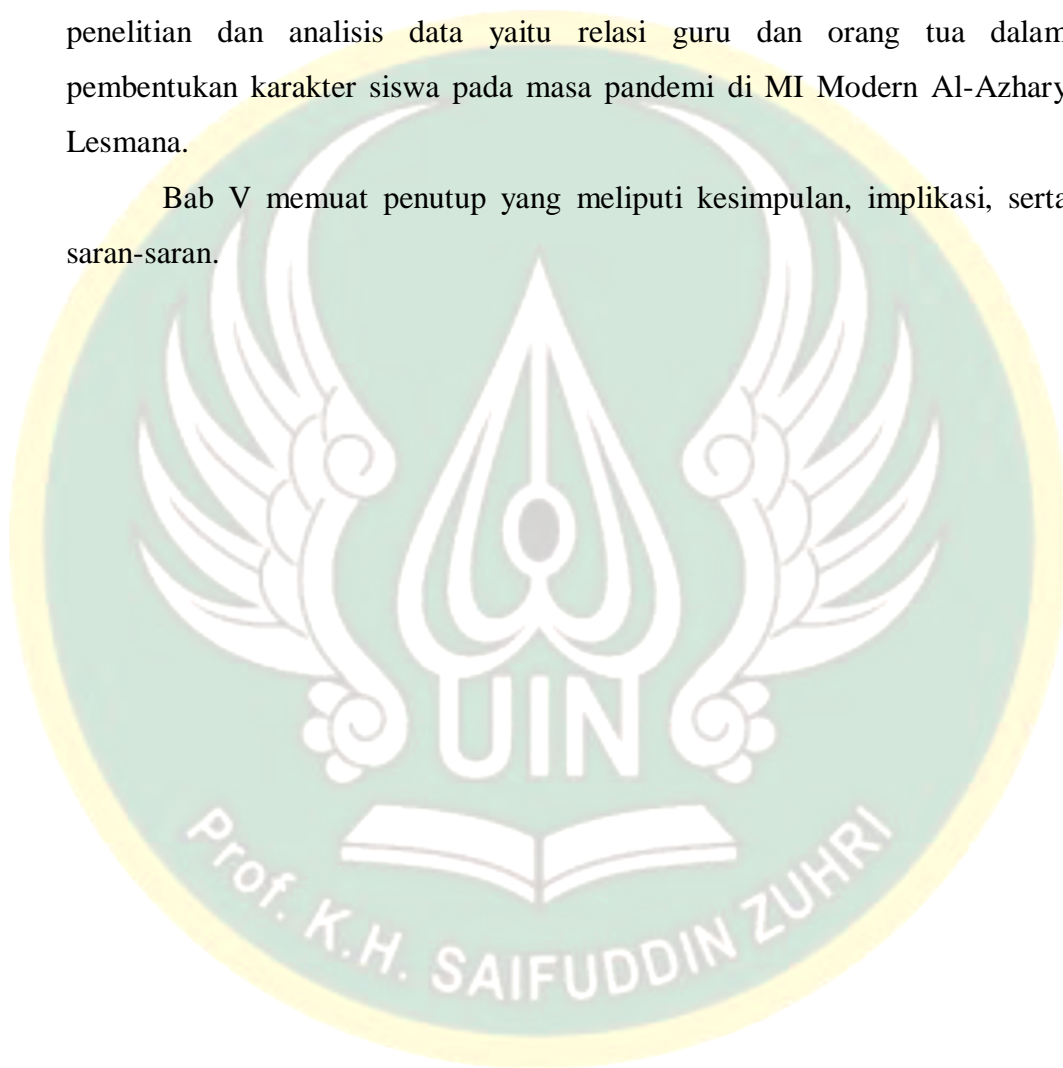 penelitian dan analisis data yaitu relasi guru dan orang tua dalam
pembentukan karakter siswa pada masa pandemi di MI Modern Al-Azhary
Lesmana.
Bab V memuat penutup yang meliputi kesimpulan, implikasi, serta
saran-saran.
UIN
Prof. K.H. SAIFUDDIN ZUHRI